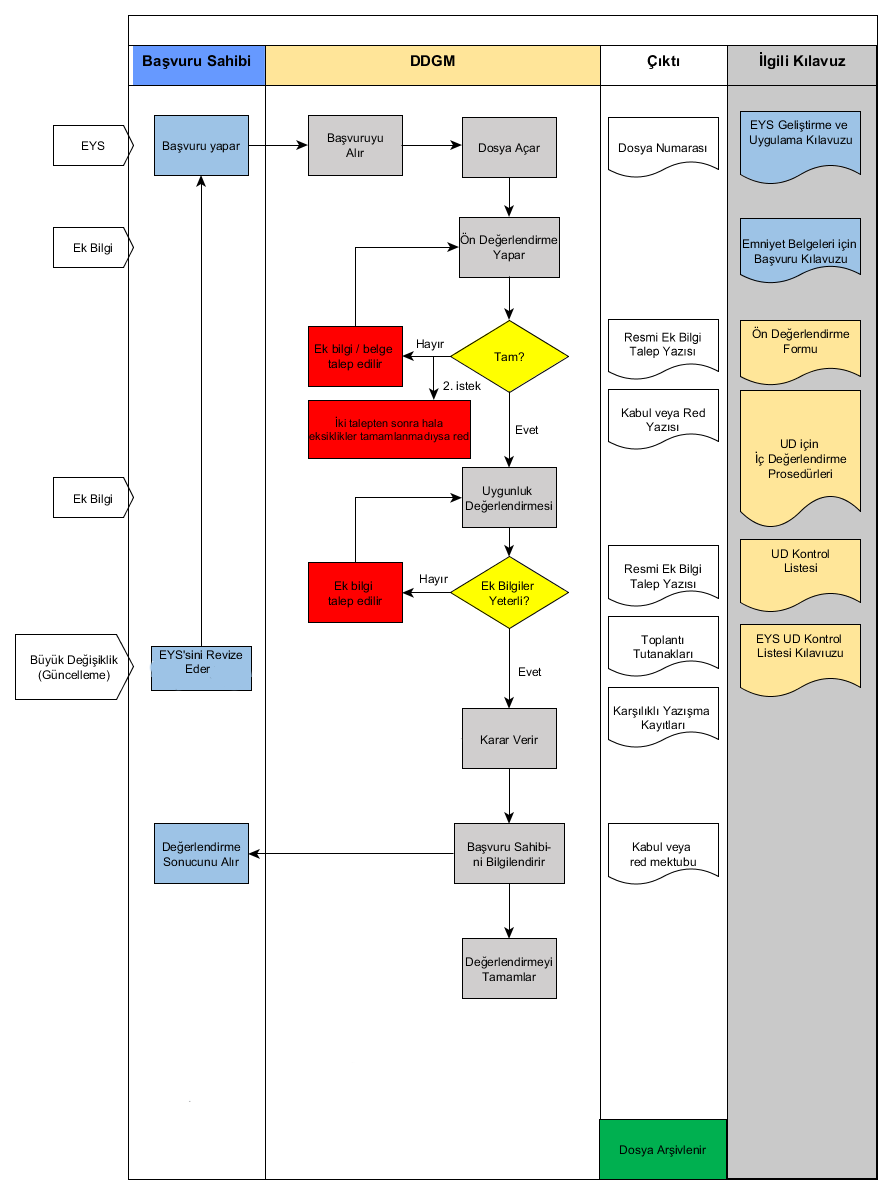 Başvuru Sahibi
DDGM
Çıktı
İlgili Kılavuz
EYS
Başvuru yapar
Başvuruyu
Alır
Dosya Açar
Dosya Numarası
EYS Geliştirme ve
Uygulama Kılavuzu
Ek Bilgi
Ön Değerlendirme
Yapar
Emniyet Belgeleri için
Başvuru Kılavuzu
Ek bilgi / belge
talep edilir
Hayır
Tam?
Resmi Ek Bilgi
Talep Yazısı
Ön Değerlendirme
Formu
2. istek
İki talepten sonra hala
eksiklikler tamamlanmadıysa red
Evet
Kabul veya Red
Yazısı
UD için
İç Değerlendirme
Prosedürleri
Ek Bilgi
Uygunluk
Değerlendirmesi
Ek bilgi
talep edilir
Hayır
Ek Bilgiler
Yeterli?
Resmi Ek Bilgi
Talep Yazısı
UD Kontrol
Listesi
Büyük Değişiklik
(Güncelleme)
EYS'sini Revize
Eder
Evet
Toplantı
Tutanakları
EYS UD Kontrol
Listesi Kılavıuzu
Karar Verir
Karşılıklı Yazışma
Kayıtları
Değerlendirme
Sonucunu Alır
Başvuru Sahibi-
ni Bilgilendirir
Kabul veya
red mektubu
Değerlendirmeyi
Tamamlar
Dosya Arşivlenir